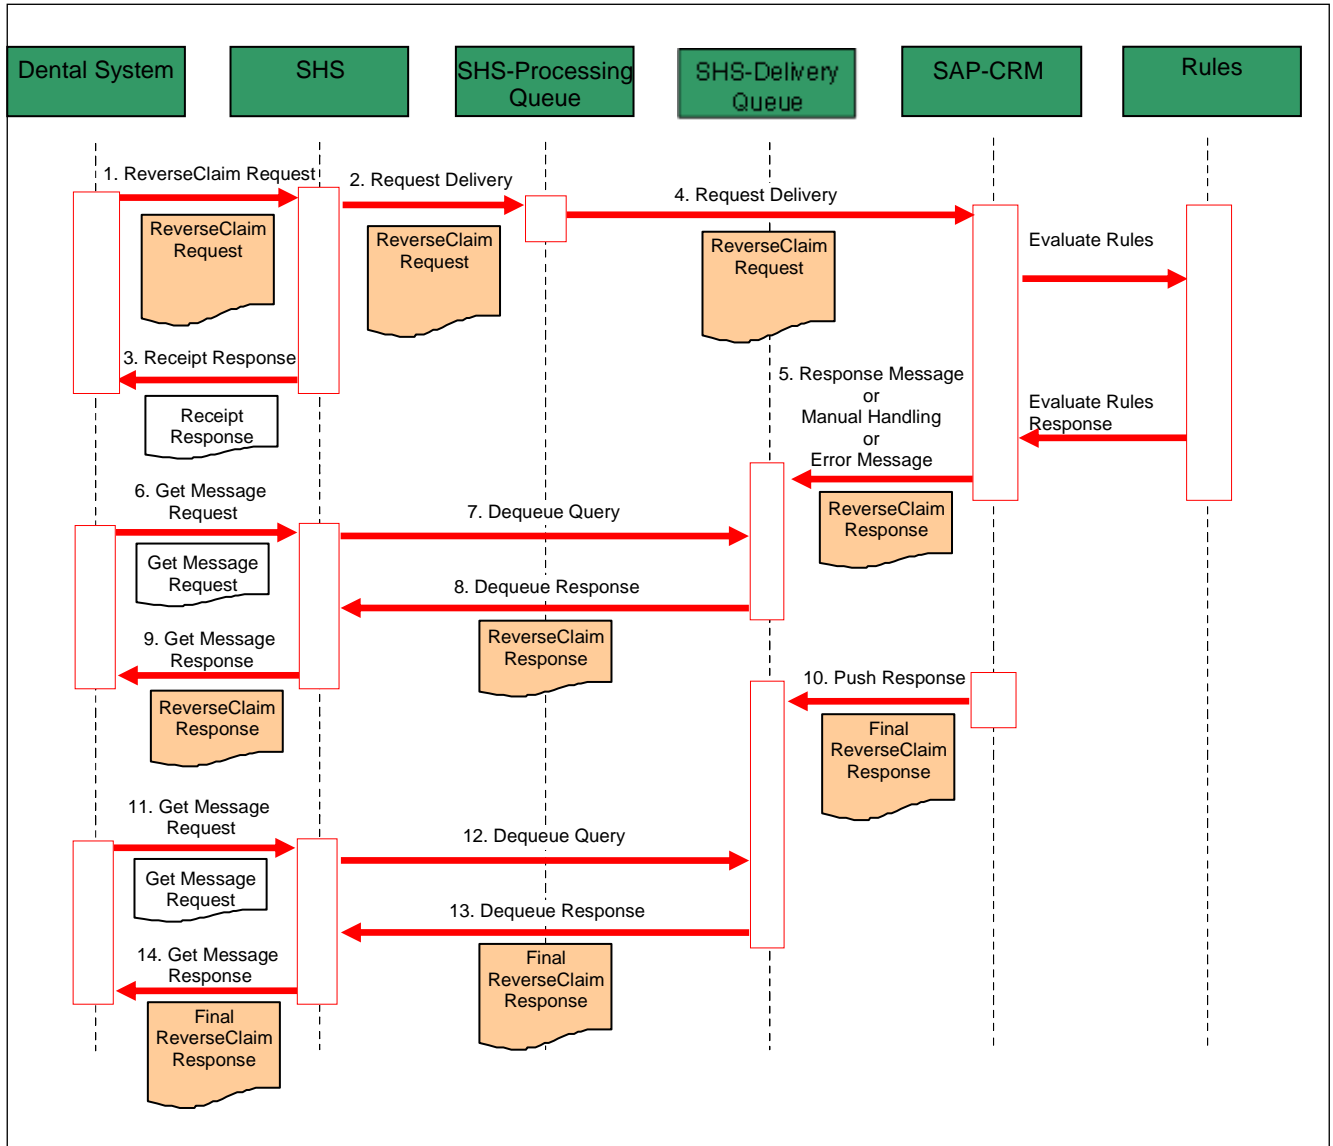 Dental System
SHS
SHS-Processing
Queue
SHS-Delivery
Queue
SAP-CRM
Rules
1. ReverseClaim Request
2. Request Delivery
4. Request Delivery
ReverseClaim
Request
ReverseClaim
Request
ReverseClaim
Request
Evaluate Rules
3. Receipt Response
Receipt
Response
5. Response Message
or
Manual Handling
or
Error Message
Evaluate Rules
Response
ReverseClaim
Response
6. Get Message
Request
7. Dequeue Query
Get Message
Request
8. Dequeue Response
ReverseClaim
Response
9. Get Message
Response
ReverseClaim
Response
10. Push Response
Final
ReverseClaim
Response
11. Get Message
Request
12. Dequeue Query
Get Message
Request
13. Dequeue Response
Final
ReverseClaim
Response
14. Get Message
Response
Final
ReverseClaim
Response